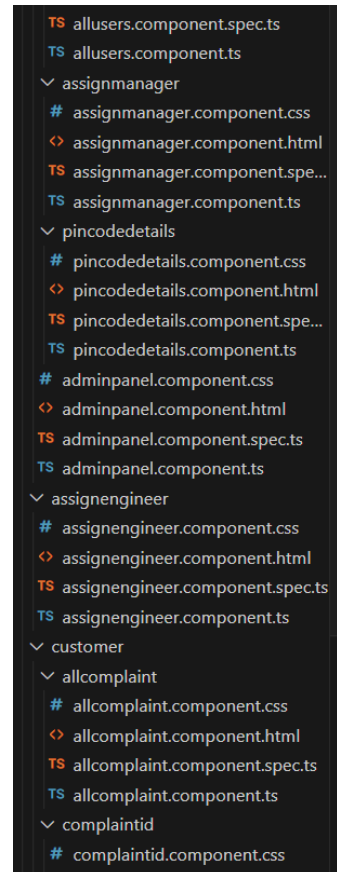 TS allusers.component.spec.ts
TS allusers.component.ts
assignmanager
# assignmanager.component.css
<> assignmanager.component.html
TS assignmanager.component.spe...
TS assignmanager.component.ts
pincodedetails
# pincodedetails.component.css
<> pincodedetails.component.html
TS pincodedetails.component.spe...
TS pincodedetails.component.ts
# adminpanel.component.css
<> adminpanel.component.html
TS adminpanel.component.spec.ts
TS adminpanel.component.ts
assignengineer
# assignengineer.component.css
<> assignengineer.component.html
TS assignengineer.component.spec.ts
TS assignengineer.component.ts
customer
allcomplaint
# allcomplaint.component.css
<> allcomplaint.component.html
TS allcomplaint.component.spec.ts
TS allcomplaint.component.ts
complaintid
# complaintid.component.css